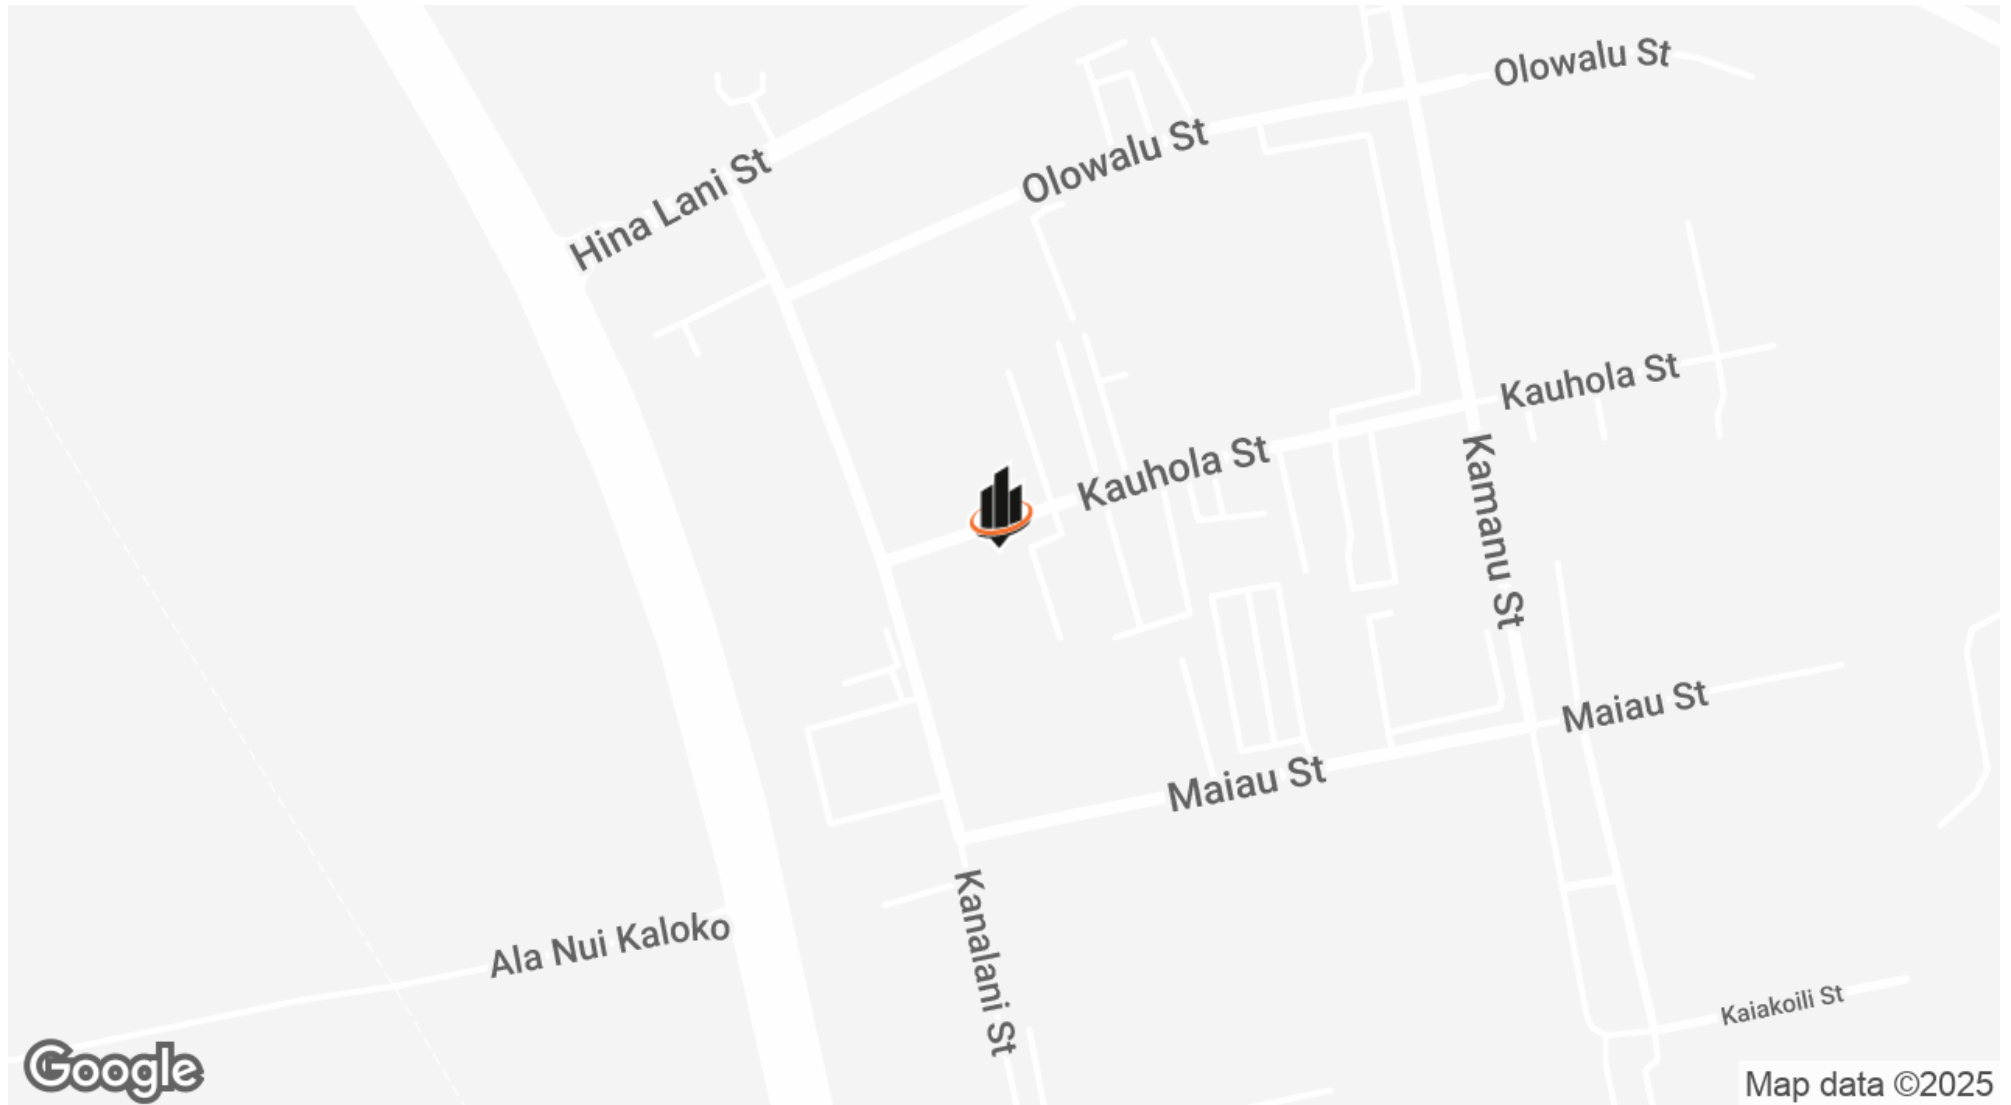 Olowalu St
Olowalu St
Hina Lani St
Kauhola St
Kauhola St
Kamanu St
Maiau St
Maiau St
Kanalani St
Ala Nui Kaloko
Kaiakoili St
Google
Map data ©2025